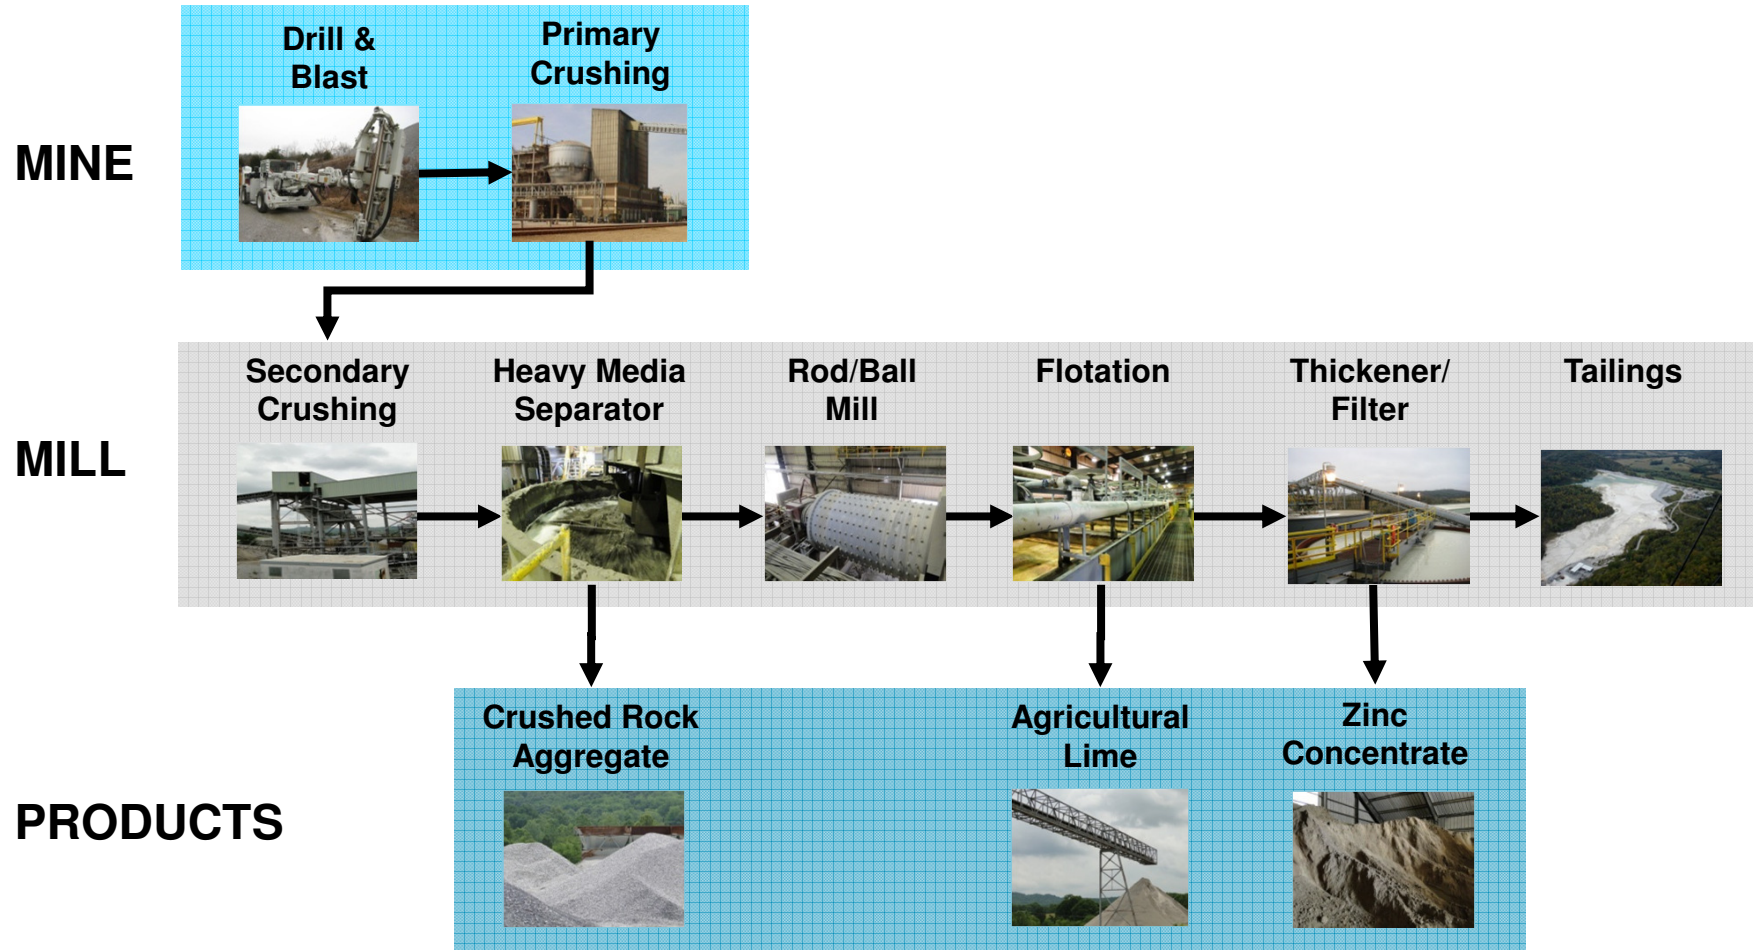 MINE
Drill &
Blast
Primary
Crushing
MILL
Secondary
Crushing
Heavy Media
Separator
Rod/Ball
Mill
Flotation
Thickener/
Filter
Tailings
PRODUCTS
Crushed Rock
Aggregate
Agricultural
Lime
Zinc
Concentrate